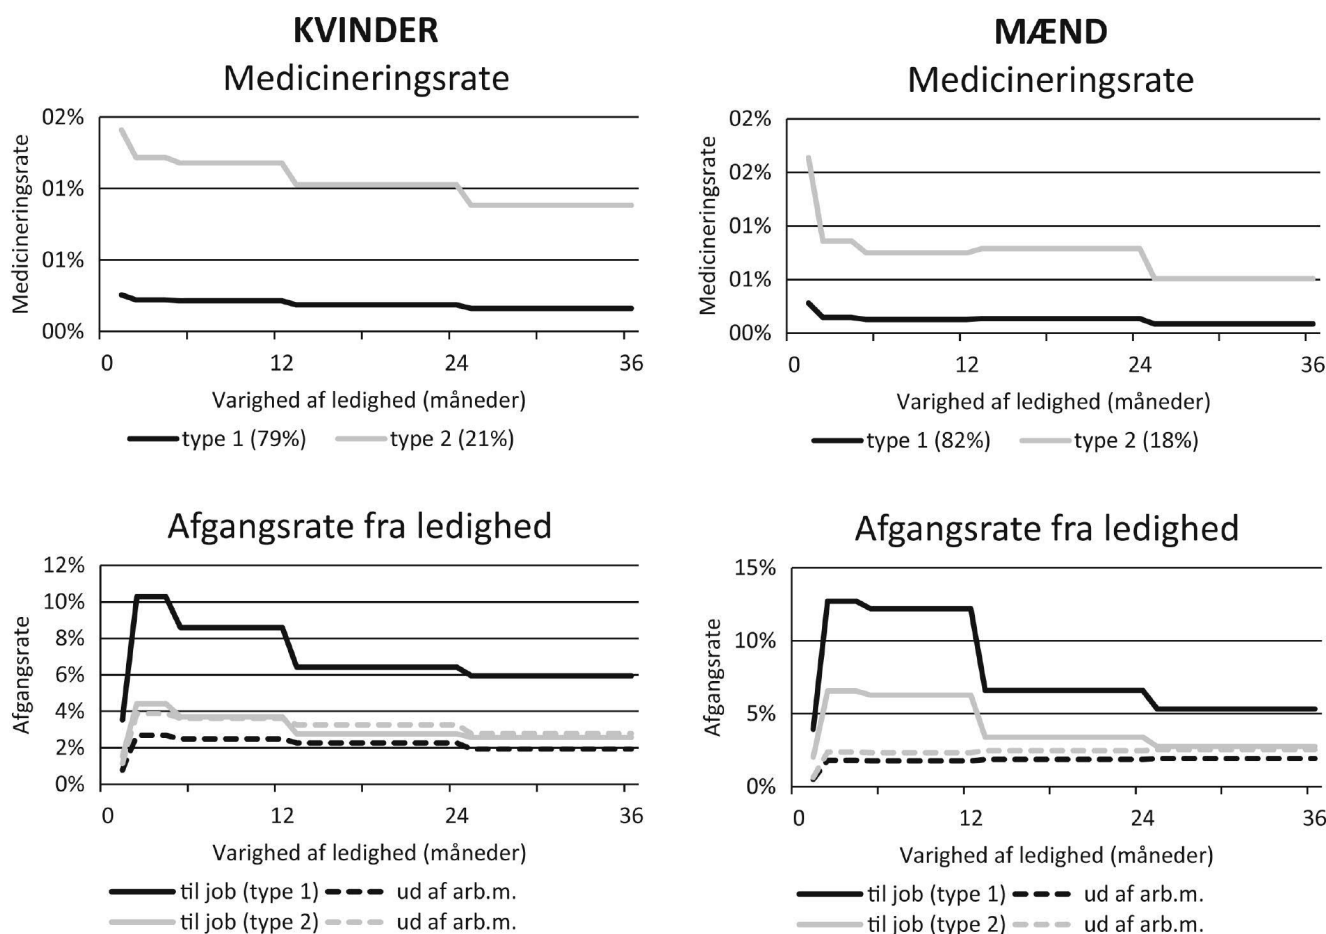 KVINDER
Medicineringsrate
Medicineringsrate
02%
01%
01%
00%
0 12 24 36
Varighed af ledighed (måneder)
type 1 (79%) type 2 (21%)
MÆND
Medicineringsrate
Medicineringsrate
02%
02%
01%
01%
00%
0 12 24 36
Varighed af ledighed (måneder)
type 1 (82%) type 2 (18%)
Afgangsrate fra ledighed
Afgangsrate
12%
10%
8%
6%
4%
2%
0%
0 12 24 36
Varighed af ledighed (måneder)
til job (type 1) ud af arb.m.
til job (type 2) ud af arb.m.
Afgangsrate fra ledighed
Afgangsrate
15%
10%
5%
0%
0 12 24 36
Varighed af ledighed (måneder)
til job (type 1) ud af arb.m.
til job (type 2) ud af arb.m.